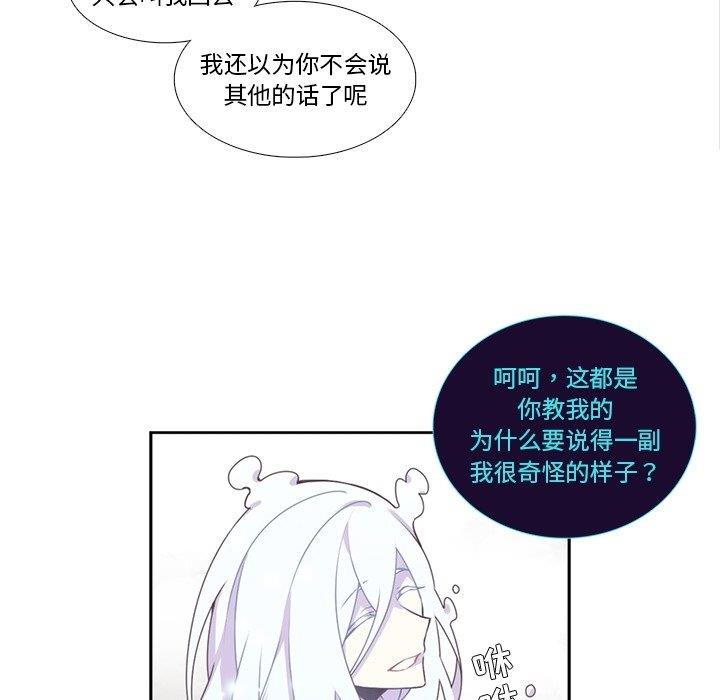 我还以为你不会说
其他的话了呢
呵呵，这都是
你教我的
为什么要说得一副
我很奇怪的样子？
咻
咻